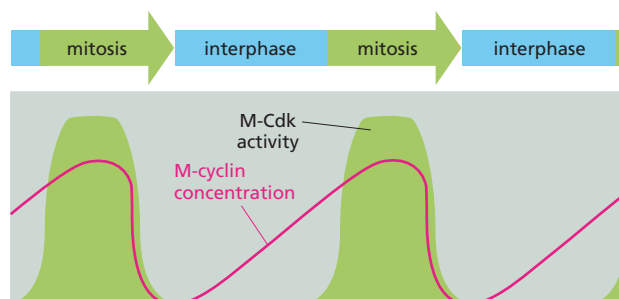 mitosis
interphase
mitosis
interphase
M-Cdk
activity
M-cyclin
concentration